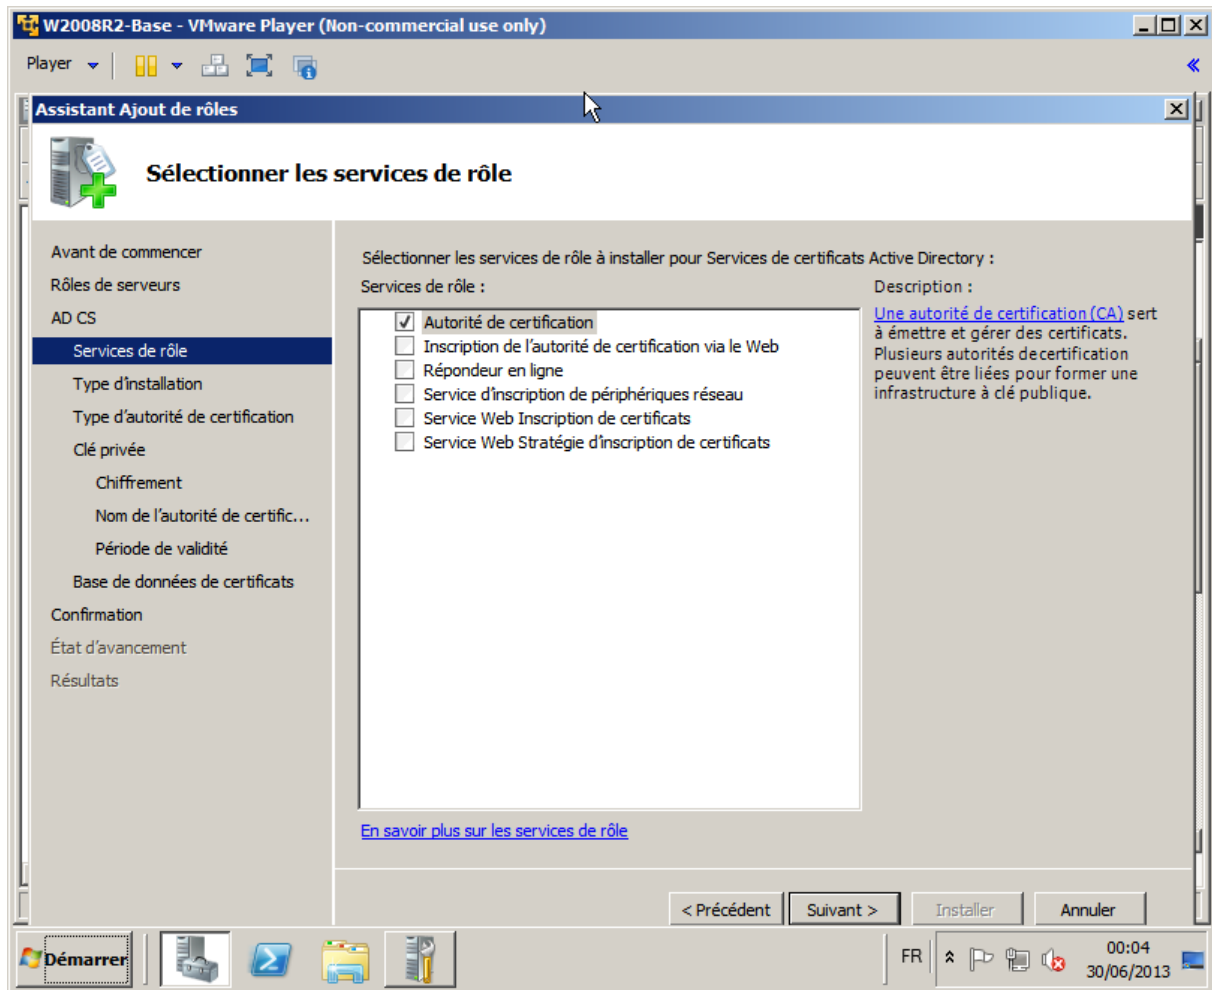 W2008R2-Base - VMware Player (Non-commercial use only)
Player
Assistant Ajout de rôles
Sélectionner les services de rôle
Avant de commencer
Rôles de serveurs
AD CS
Services de rôle
Type d'installation
Type d'autorité de certification
Clé privée
Chiffrement
Nom de l'autorité de certific...
Période de validité
Base de données de certificats
Confirmation
État d'avancement
Résultats
Sélectionner les services de rôle à installer pour Services de certificats Active Directory :
Services de rôle :
Autorité de certification
Inscription de l'autorité de certification via le Web
Répondeur en ligne
Service d'inscription de périphériques réseau
Service Web Inscription de certificats
Service Web Stratégie d'inscription de certificats
Description :
Une autorité de certification (CA) sert
à émettre et gérer des certificats.
Plusieurs autorités decertification
peuvent être liées pour former une
infrastructure à clé publique.
En savoir plus sur les services de rôle
< Précédent
Suivant >
Installer
Annuler
Démarrer
FR
00:04
30/06/2013